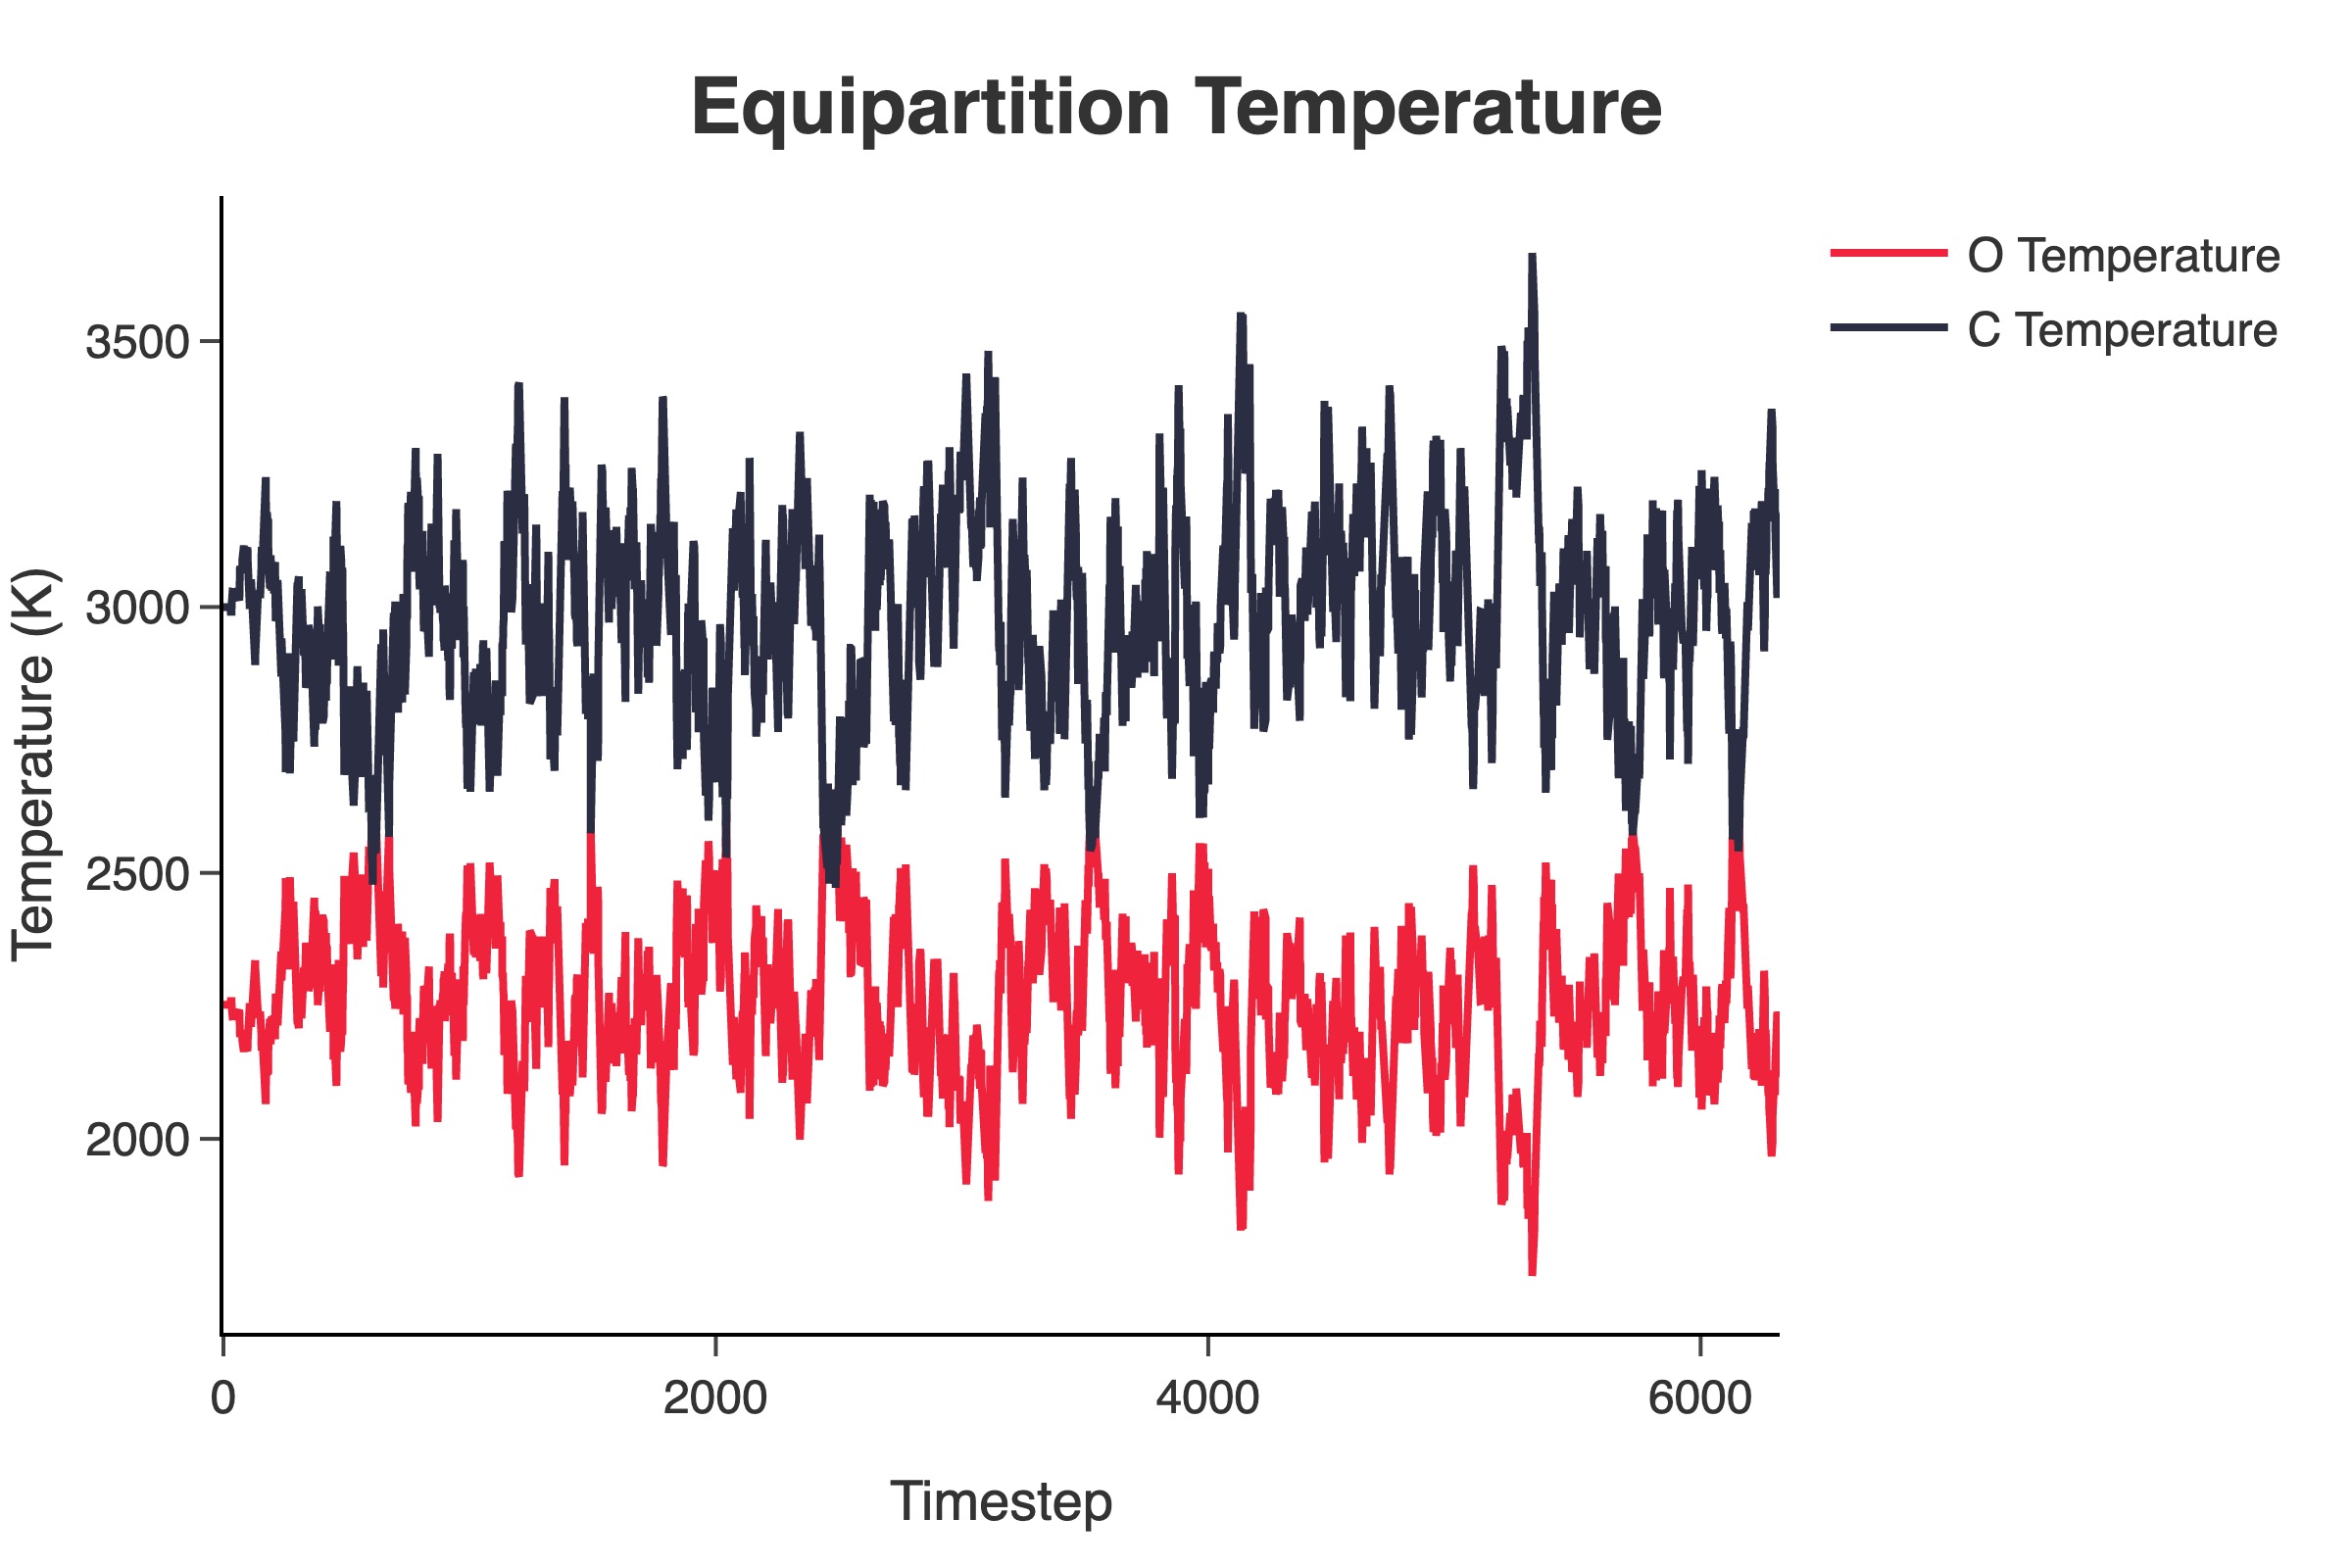 Equipartition Temperature
O Temperature
C Temperature
Temperature (K)
3500
3000
2500
2000
0 2000 4000 6000
Timestep